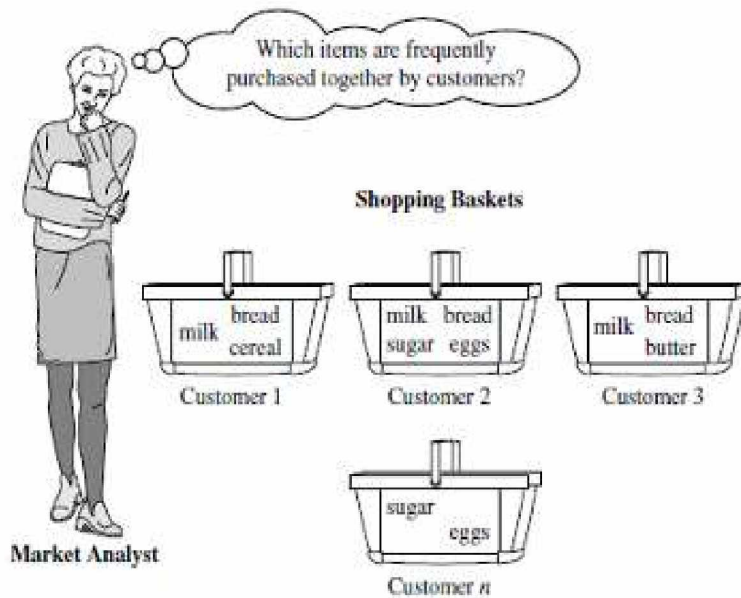 Which items are frequently
purchased together by customers?
Shopping Baskets
milk bread
cereal
Customer 1
milk bread
sugar eggs
Customer 2
milk bread
butter
Customer 3
sugar
eggs
Customer n
Market Analyst